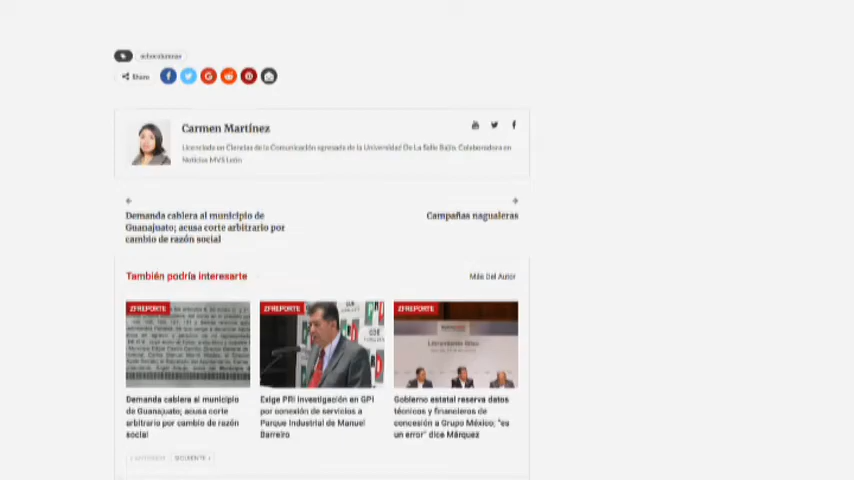 Share
Carmen Martínez
Licenciada en Ciencias de la Comunicación egresada de la Universidad De La Salle Bajío. Colaboradora en
Noticias MVS León
Demanda cablera al municipio de
Guanajuato; acusa corte arbitrario por
cambio de razón social
Campañas nagualeras
También podría interesarte
Más Del Autor
ZFREPORTE
ZFREPORTE
ZFREPORTE
Demanda cablera al municipio
de Guanajuato; acusa corte
arbitrario por cambio de razón
social
Exige PRI investigación en GPI
por conexión de servicios a
Parque Industrial de Manuel
Barreiro
Gobierno estatal reserva datos
técnicos y financieros de
concesión a Grupo México; "es
un error" dice Márquez
ANTERIOR
SIGUIENTE